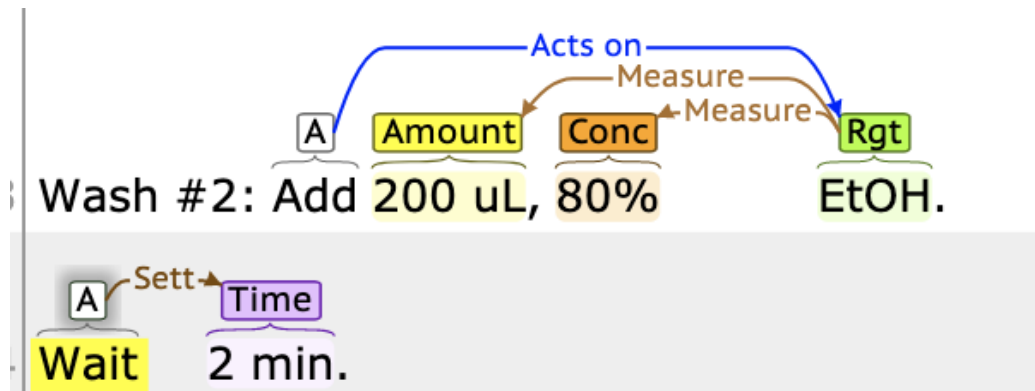 Acts on
Measure
Measure
A Amount Conc Rgt
Wash #2: Add 200 uL, 80% EtOH.
Sett
A Time
Wait 2 min.